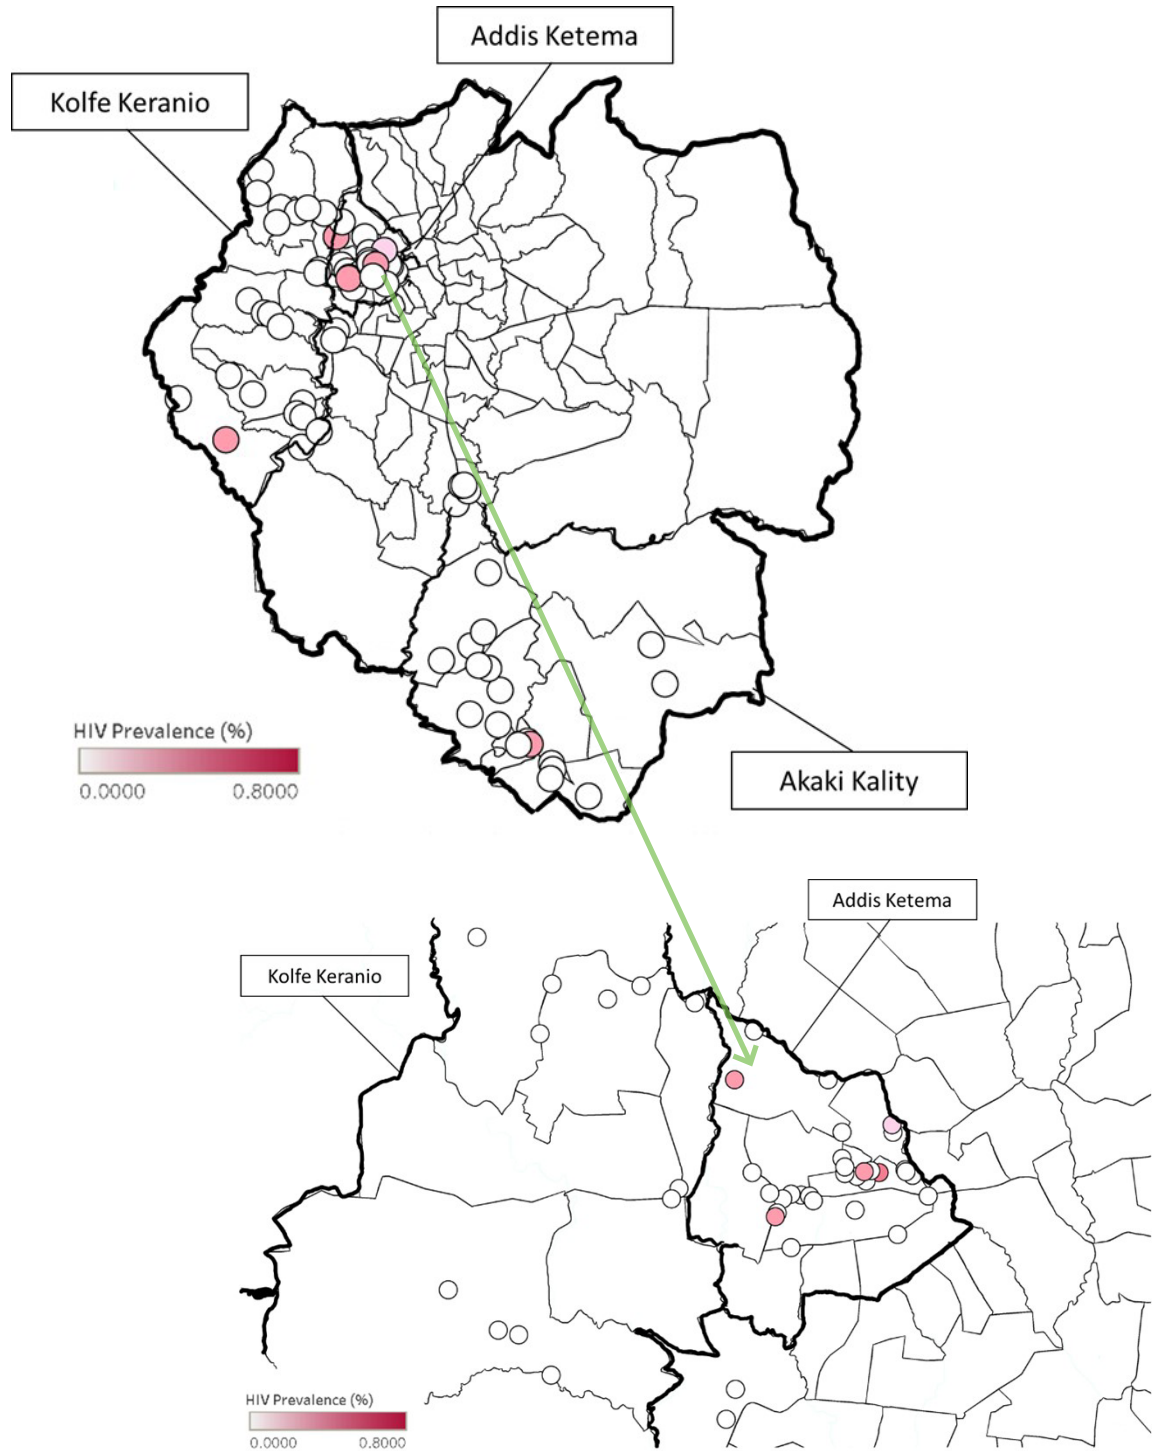 Addis Ketema
Kolfe Keranio
HIV Prevalence (%)
0.0000 0.8000
Akaki Kality
Addis Ketema
Kolfe Keranio
HIV Prevalence (%)
0.0000 0.8000